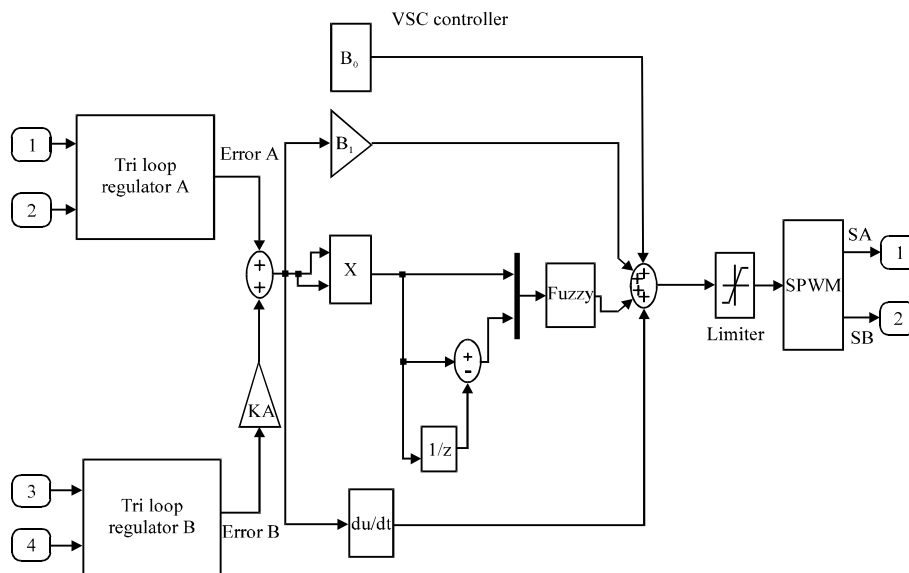 VSC controller
B₀
1
2
Tri loop
regulator A
Error A
B₁
+
+
X
Fuzzy
+
+
+
+
Limiter
SPWM
SA
1
SB
2
KA
+
-
1/z
3
4
Tri loop
regulator B
Error B
du/dt